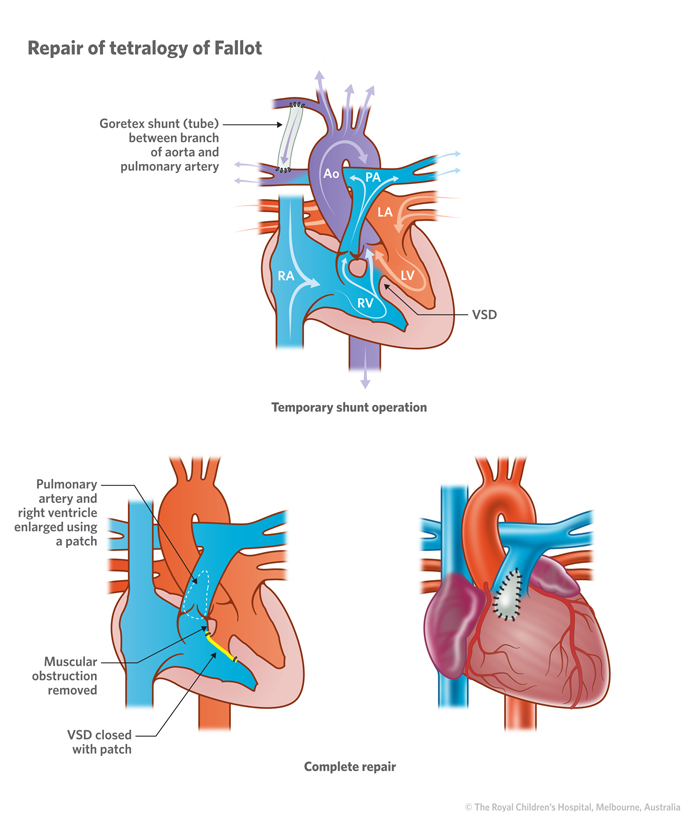 Repair of tetralogy of Fallot
Goretex shunt (tube)
between branch
of aorta and
pulmonary artery
Ao
PA
LA
RA
LV
RV
VSD
Temporary shunt operation
Pulmonary
artery and
right ventricle
enlarged using
a patch
Muscular
obstruction
removed
VSD closed
with patch
Complete repair
© The Royal Children's Hospital, Melbourne, Australia